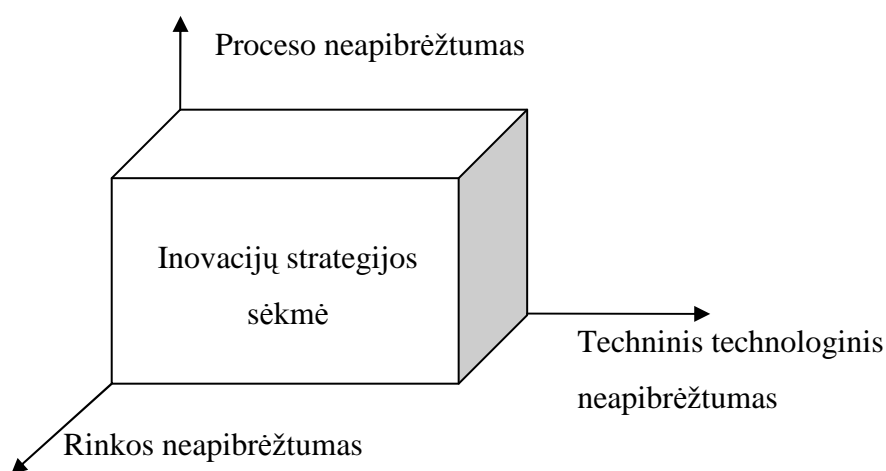 Proceso neapibrėžtumas
Inovacijų strategijos
sėkmė
Techninis technologinis
neapibrėžtumas
Rinkos neapibrėžtumas